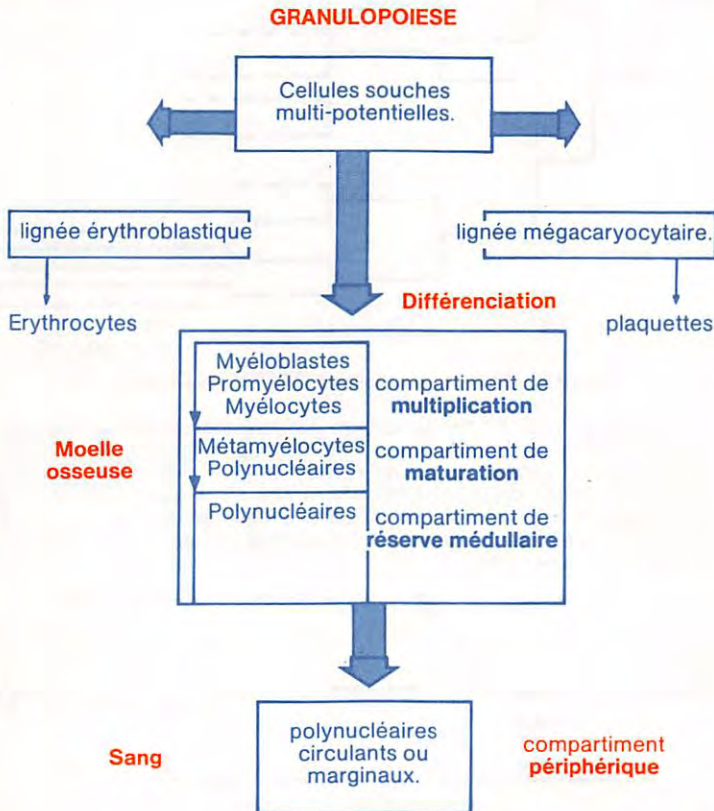 GRANULOPOIESE
Cellules souches
multi-potentielles.
lignée érythroblastique
lignée mégacaryocytaire.
Erythrocytes
plaquettes
Différenciation
Moelle
osseuse
Myéloblastes
Promyélocytes
Myélocytes
compartiment de
multiplication
Métamyélocytes
Polynucléaires
compartiment de
maturation
Polynucléaires
compartiment de
réserve médullaire
Sang
polynucléaires
circulants ou
marginaux.
compartiment
périphérique